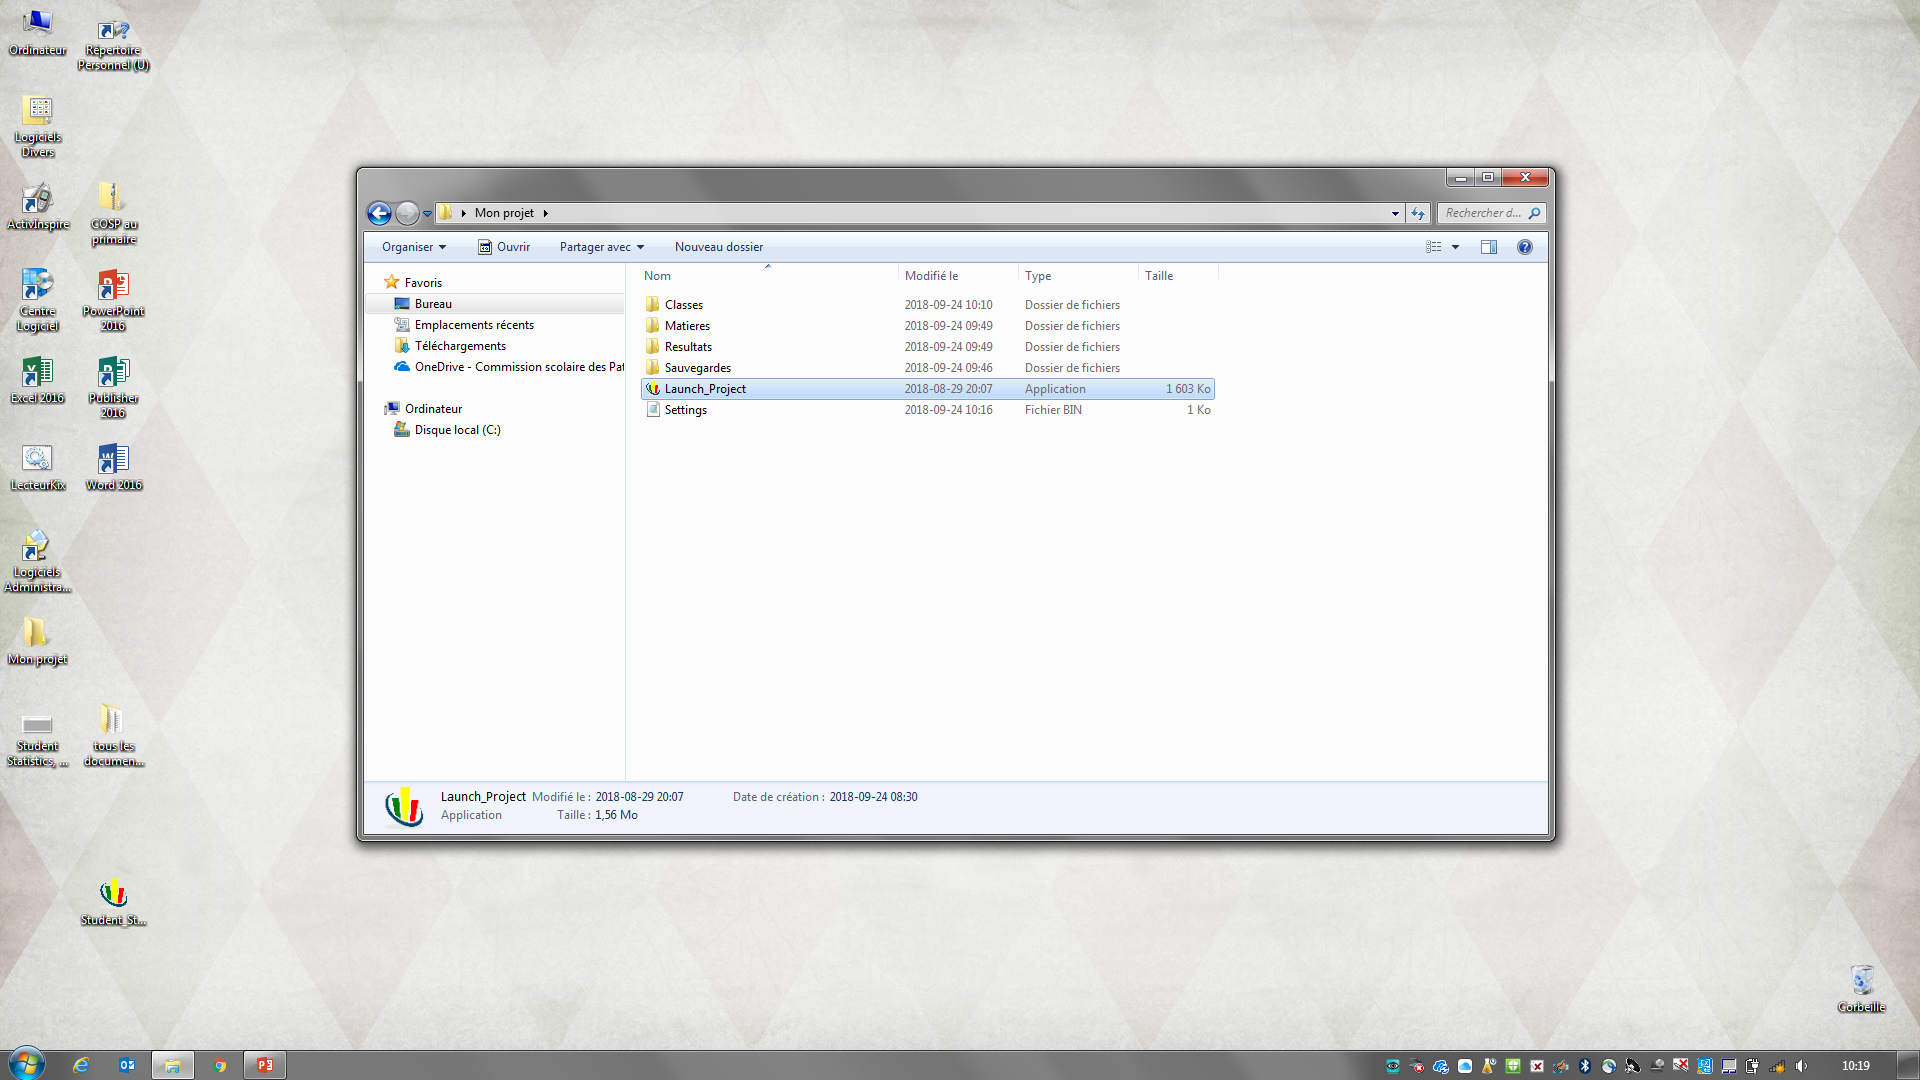 Ordinateur
Répertoire
Personnel (U)
Logiciels
Divers
ActivInspire
COSP au
primaire
Centre
Logiciel
PowerPoint
2016
Excel 2016
Publisher
2016
LecteurKix
Word 2016
Logiciels
Administra...
Mon projet
Student
Statistics, ...
tous les
documen...
Student_St...
Mon projet
Rechercher d...
Organiser
Ouvrir
Partager avec
Nouveau dossier
Favoris
Bureau
Emplacements récents
Téléchargements
OneDrive - Commission scolaire des Pat
Ordinateur
Disque local (C:)
Nom Modifié le Type Taille
Classes 2018-09-24 10:10 Dossier de fichiers
Matieres 2018-09-24 09:49 Dossier de fichiers
Resultats 2018-09-24 09:49 Dossier de fichiers
Sauvegardes 2018-09-24 09:46 Dossier de fichiers
Launch_Project 2018-08-29 20:07 Application 1 603 Ko
Settings 2018-09-24 10:16 Fichier BIN 1 Ko
Launch_Project Modifié le : 2018-08-29 20:07 Date de création : 2018-09-24 08:30
Application Taille : 1,56 Mo
Corbeille
10:19